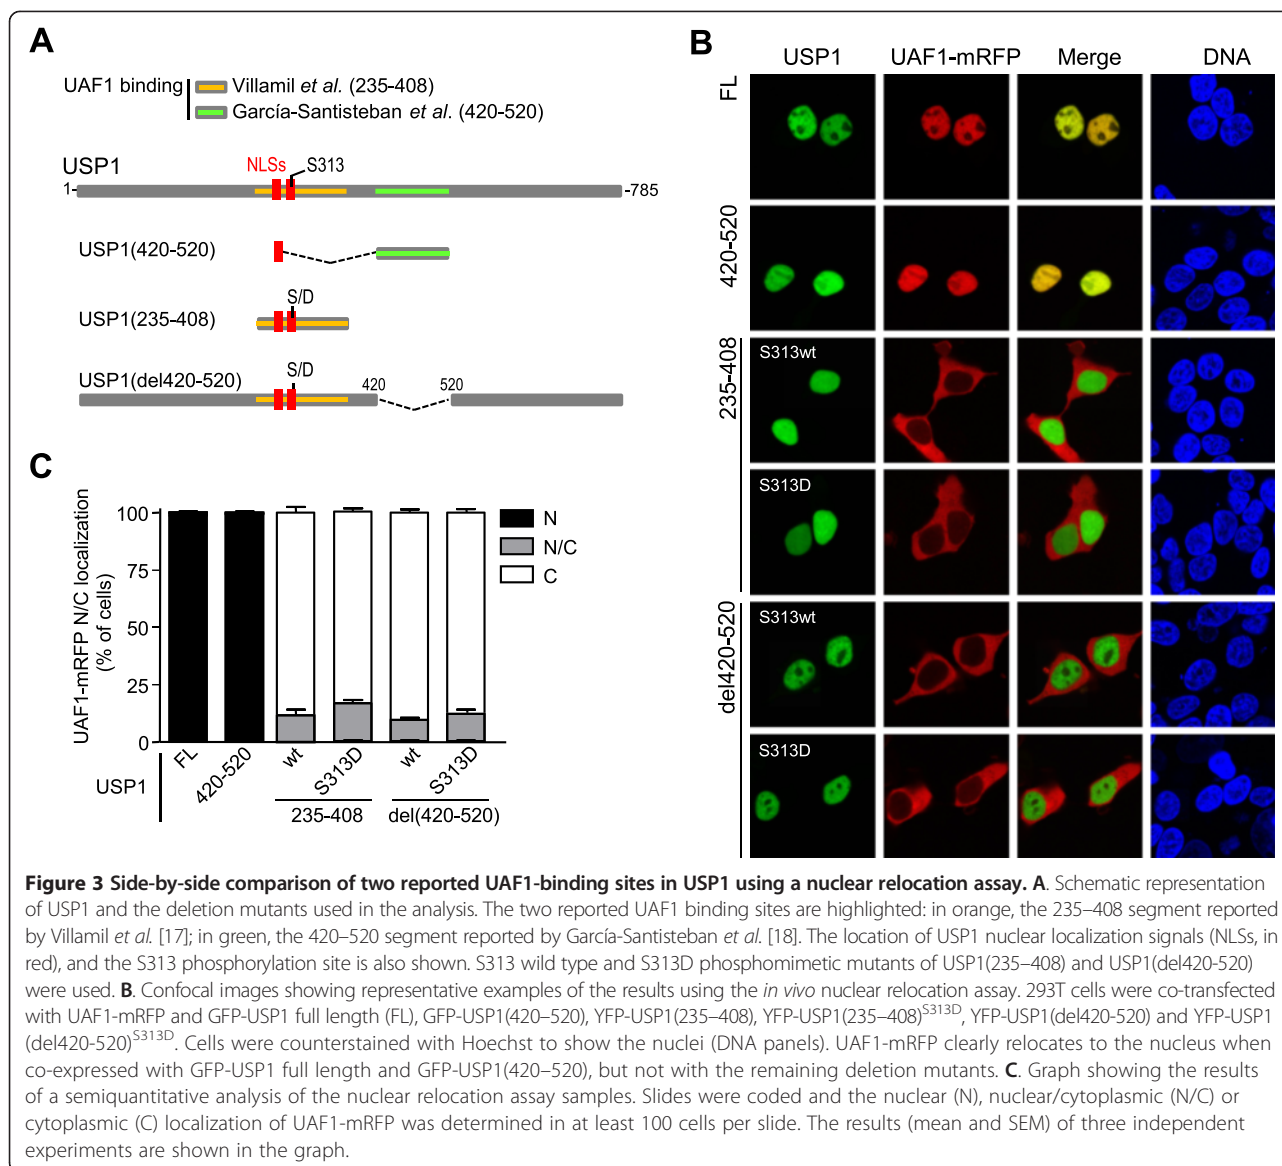 A
UAF1 binding
Villamil et al. (235-408)
García-Santisteban et al. (420-520)
USP1
NLSs
S313
1-
-785
USP1(420-520)
S/D
USP1(235-408)
S/D
USP1(del420-520)
420
520
B
USP1
UAF1-mRFP
Merge
DNA
FL
420-520
235-408
S313wt
S313D
del420-520
S313wt
S313D
C
UAF1-mRFP N/C localization
(% of cells)
100
75
50
25
0
N
N/C
C
USP1
FL
420-520
wt
S313D
wt
S313D
235-408
del(420-520)
Figure 3 Side-by-side comparison of two reported UAF1-binding sites in USP1 using a nuclear relocation assay. A. Schematic representation
of USP1 and the deletion mutants used in the analysis. The two reported UAF1 binding sites are highlighted: in orange, the 235–408 segment reported
by Villamil et al. [17]; in green, the 420–520 segment reported by García-Santisteban et al. [18]. The location of USP1 nuclear localization signals (NLSs, in
red), and the S313 phosphorylation site is also shown. S313 wild type and S313D phosphomimetic mutants of USP1(235–408) and USP1(del420-520)
were used. B. Confocal images showing representative examples of the results using the in vivo nuclear relocation assay. 293T cells were co-transfected
with UAF1-mRFP and GFP-USP1 full length (FL), GFP-USP1(420–520), YFP-USP1(235–408), YFP-USP1(235–408)S313D, YFP-USP1(del420-520) and YFP-USP1
(del420-520)S313D. Cells were counterstained with Hoechst to show the nuclei (DNA panels). UAF1-mRFP clearly relocates to the nucleus when
co-expressed with GFP-USP1 full length and GFP-USP1(420–520), but not with the remaining deletion mutants. C. Graph showing the results
of a semiquantitative analysis of the nuclear relocation assay samples. Slides were coded and the nuclear (N), nuclear/cytoplasmic (N/C) or
cytoplasmic (C) localization of UAF1-mRFP was determined in at least 100 cells per slide. The results (mean and SEM) of three independent
experiments are shown in the graph.